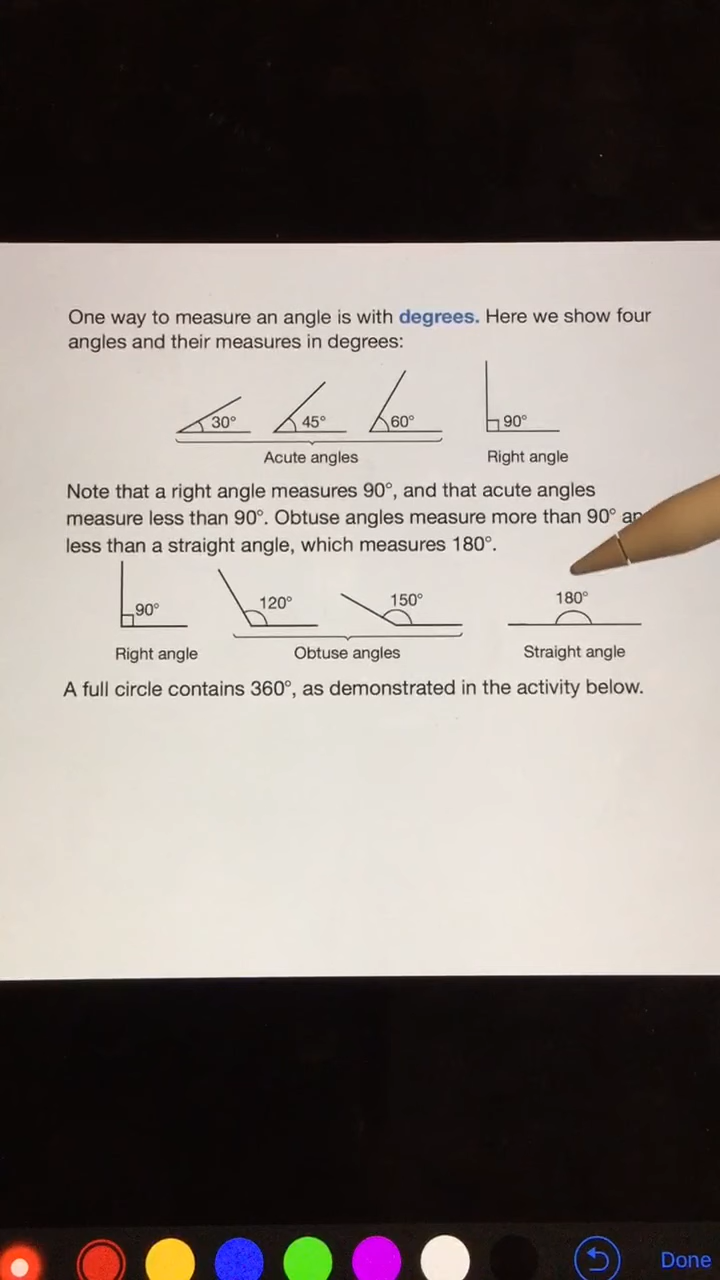 One way to measure an angle is with degrees. Here we show four
angles and their measures in degrees:
30° 45° 60° 90°
Acute angles Right angle
Note that a right angle measures 90°, and that acute angles
measure less than 90°. Obtuse angles measure more than 90°
less than a straight angle, which measures 180°.
90° 120° 150° 180°
Right angle Obtuse angles Straight angle
A full circle contains 360°, as demonstrated in the activity below.
Done